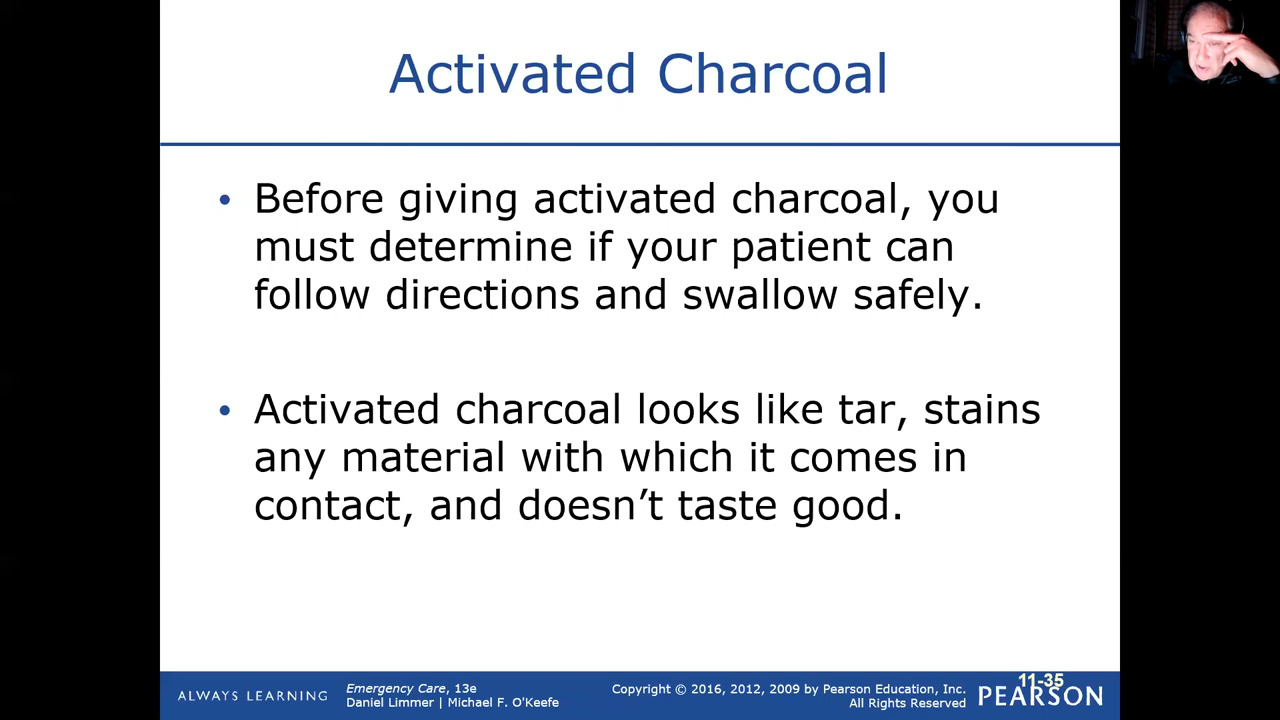 Activated Charcoal
• Before giving activated charcoal, you
must determine if your patient can
follow directions and swallow safely.
• Activated charcoal looks like tar, stains
any material with which it comes in
contact, and doesn’t taste good.
ALWAYS LEARNING
Emergency Care, 13e
Daniel Limmer | Michael F. O'Keefe
Copyright © 2016, 2012, 2009 by Pearson Education, Inc.
All Rights Reserved
11-35
PEARSON